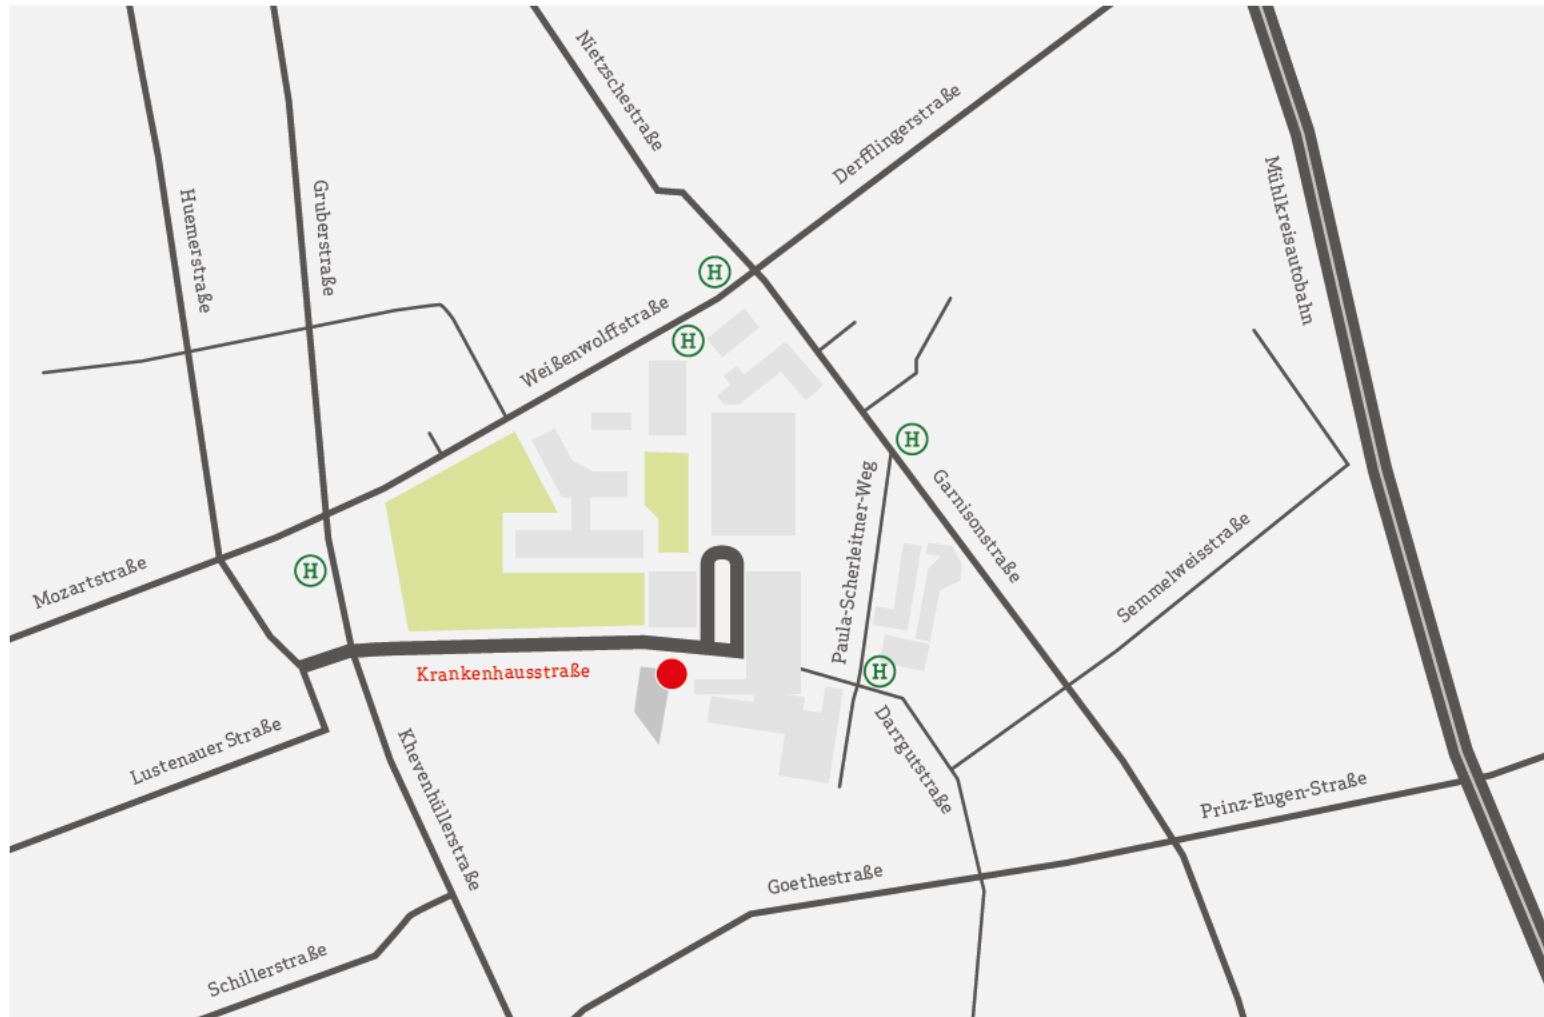 Nietzschestraße
Derfflingerstraße
Mühlkreisautobahn
Huemerstraße
Gruberstraße
H
Weißenwolffstraße
H
H
Garnisonstraße
Paula-Scherleitner-Weg
Semmelweisstraße
Mozartstraße
H
Krankenhausstraße
H
Lustenauer Straße
Khevenhüllerstraße
Darrgutstraße
Prinz-Eugen-Straße
Goethestraße
Schillerstraße